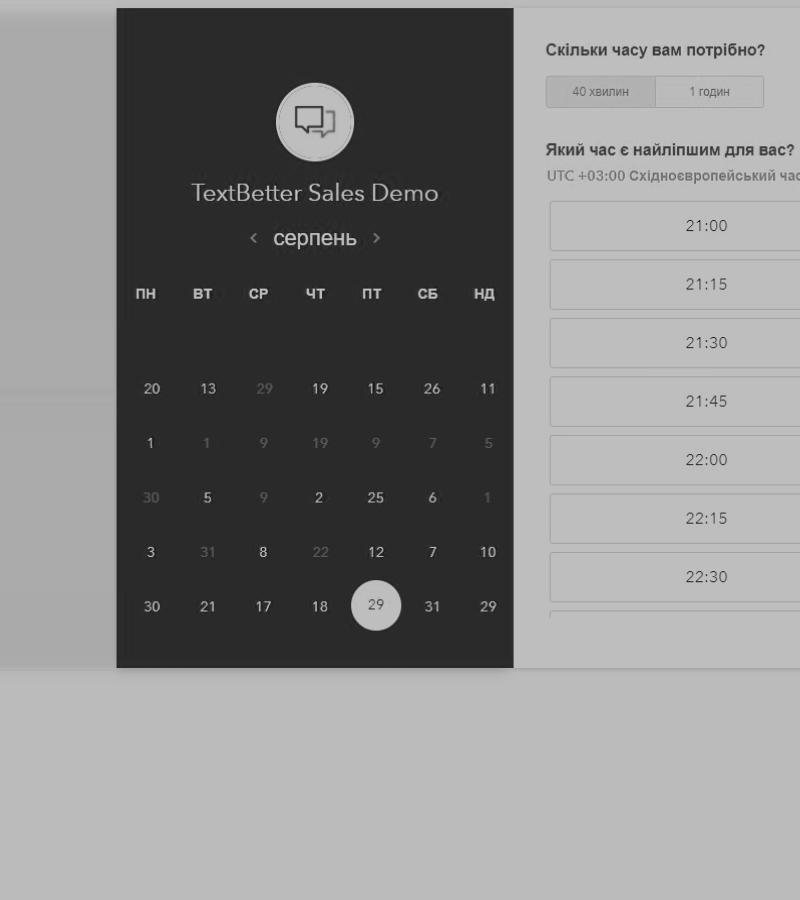 TextBetter Sales Demo
серпень
ПН ВТ СР ЧТ ПТ СБ НД
20 13 29 19 15 26 11
1 1 9 19 9 7 5
30 5 9 2 25 6 1
3 31 8 22 12 7 10
30 21 17 18 29 31 29
Скільки часу вам потрібно?
40 хвилин 1 годин
Який час є найліпшим для вас?
UTC +03:00 Східноєвропейський час
21:00
21:15
21:30
21:45
22:00
22:15
22:30